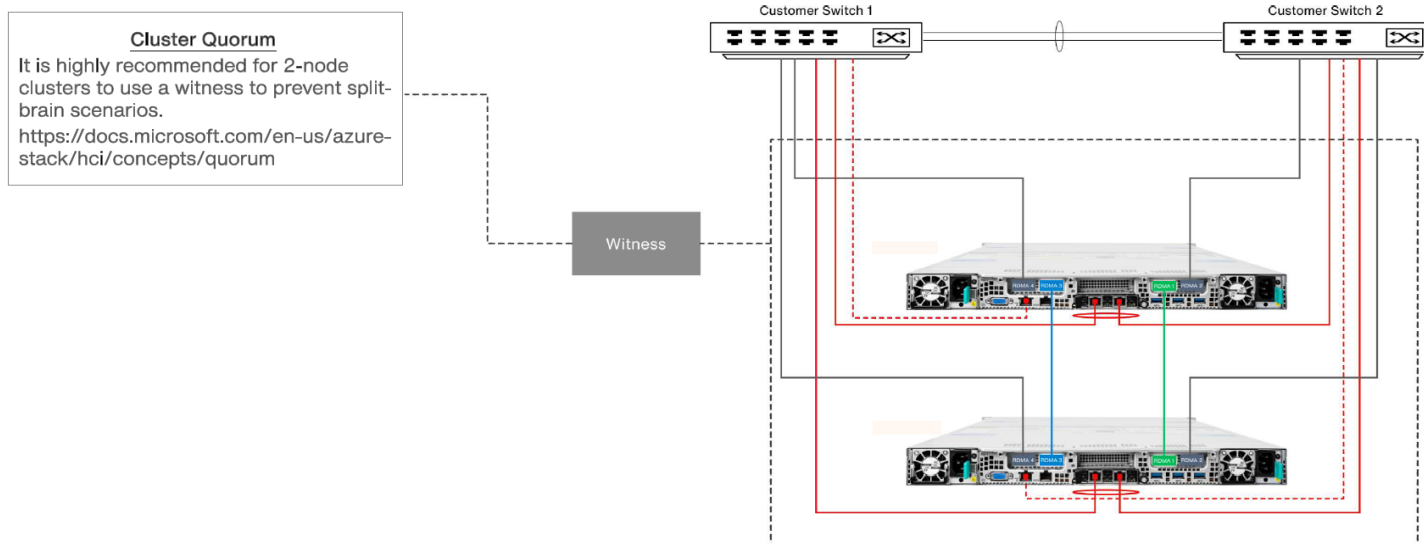 Customer Switch 1
Customer Switch 2
Cluster Quorum
It is highly recommended for 2-node
clusters to use a witness to prevent split-
brain scenarios.
https://docs.microsoft.com/en-us/azure-
stack/hci/concepts/quorum
Witness
RDMA 4
RDMA 3
RDMA 1
RDMA 2
RDMA 4
RDMA 3
RDMA 1
RDMA 2